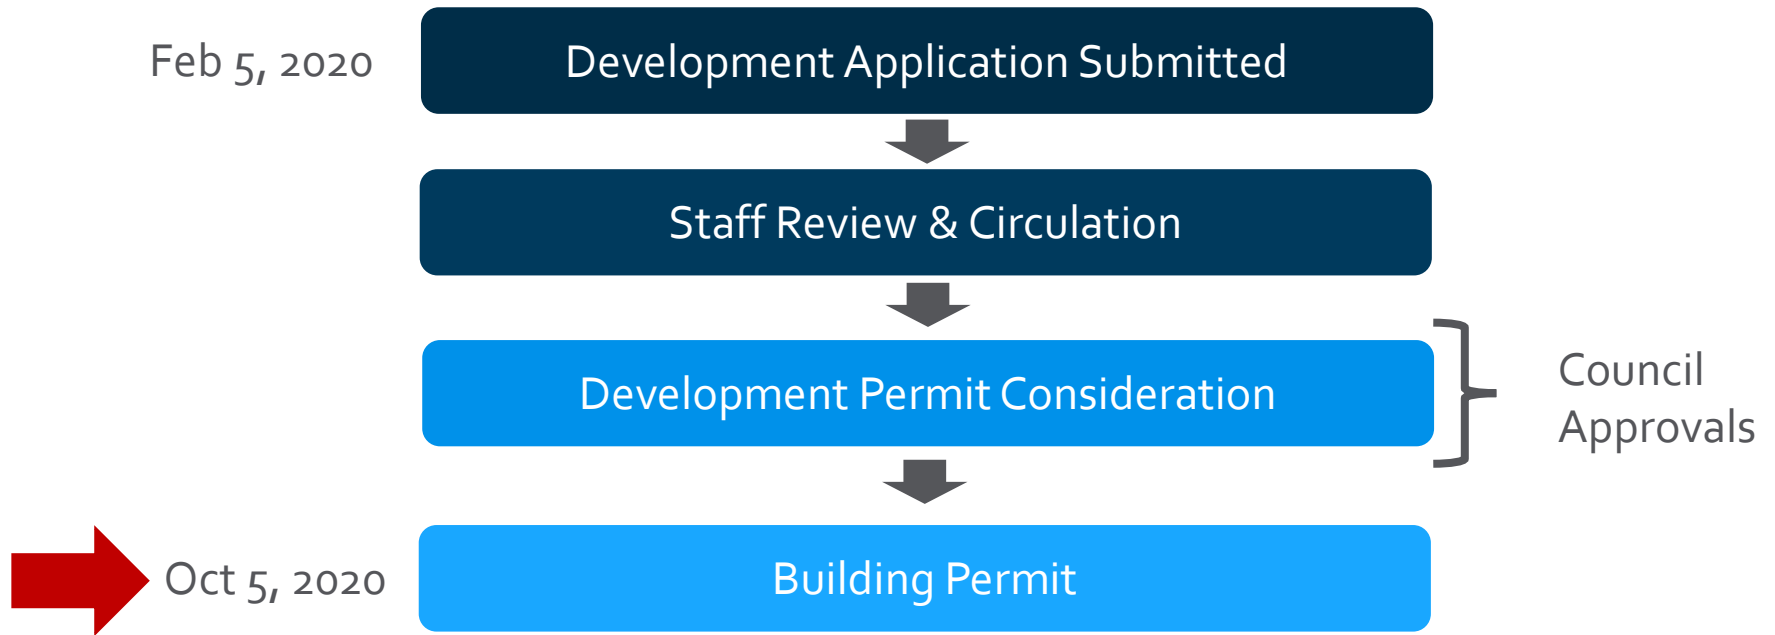 Feb 5, 2020
Development Application Submitted
Staff Review & Circulation
Development Permit Consideration
Council
Approvals
Oct 5, 2020
Building Permit